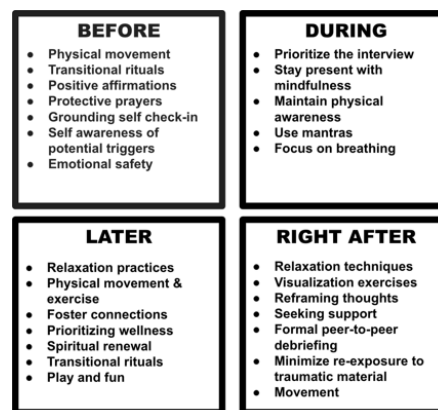 BEFORE
● Physical movement
● Transitional rituals
● Positive affirmations
● Protective prayers
● Grounding self check-in
● Self awareness of
potential triggers
● Emotional safety
DURING
● Prioritize the interview
● Stay present with
mindfulness
● Maintain physical
awareness
● Use mantras
● Focus on breathing
LATER
● Relaxation practices
● Physical movement &
exercise
● Foster connections
● Prioritizing wellness
● Spiritual renewal
● Transitional rituals
● Play and fun
RIGHT AFTER
● Relaxation techniques
● Visualization exercises
● Reframing thoughts
● Seeking support
● Formal peer-to-peer
debriefing
● Minimize re-exposure to
traumatic material
● Movement